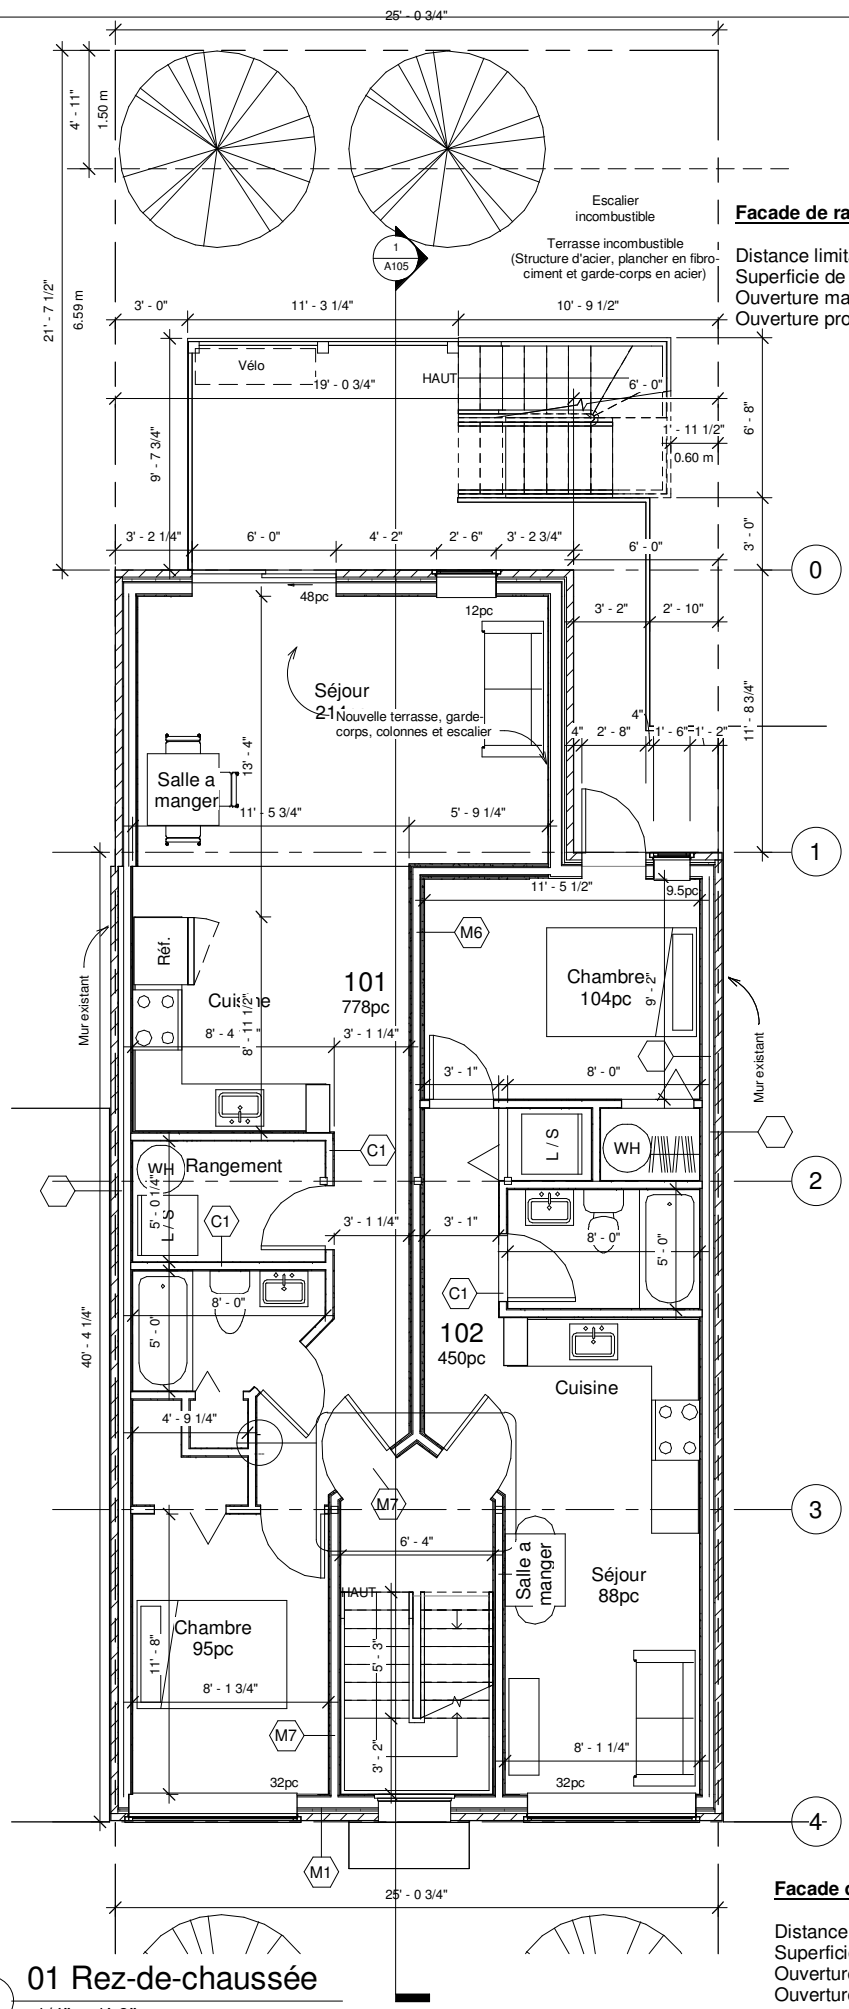 25' - 0 3/4"
4' - 11"
1.50 m
21' - 7 1/2"
6.59 m
Escalier
incombustible
Terrasse incombustible
(Structure d'acier, plancher en fibro-
ciment et garde-corps en acier)
Facade de
Distance
Superficie de
Ouverture
Ouverture
1
A105
3' - 0"
11' - 3 1/4"
10' - 9 1/2"
Vélo
19' - 0 3/4"
HAUT
6' - 0"
1' - 11 1/2"
0.60 m
6' - 8"
9' - 7 3/4"
3' - 0"
3' - 2 1/4"
6' - 0"
4' - 2"
2' - 6"
3' - 2 3/4"
6' - 0"
0
48pc
12pc
3' - 2"
2' - 10"
Séjour
Nouvelle terrasse, garde-
corps, colonnes et escalier
13' - 4"
11' - 8 3/4"
4"
4"
2' - 8"
1' - 6"
1' - 2"
Salle a
manger
11' - 5 3/4"
5' - 9 1/4"
1
11' - 5 1/2"
9.5pc
M6
Réf.
101
778pc
Chambre
104pc
9' - 2"
Mur existant
Cuisine
8' - 11 1/2"
8' - 4
3' - 1 1/4"
3' - 1"
8' - 0"
Mur existant
L / S
WH
C1
WH
Rangement
5' - 0 1/4"
L / S
2
C1
3' - 1 1/4"
3' - 1"
8' - 0"
5' - 0"
C1
8' - 0"
5' - 0"
102
450pc
40' - 4 1/4"
Cuisine
4' - 9 1/4"
M7
3
6' - 4"
Salle a
manger
Séjour
88pc
HAUT
Chambre
95pc
11' - 8"
5' - 3"
8' - 1 3/4"
M7
3' - 2"
8' - 1 1/4"
32pc
32pc
4
M1
25' - 0 3/4"
Facade
Distance
Ouverture
01 Rez-de-chaussée